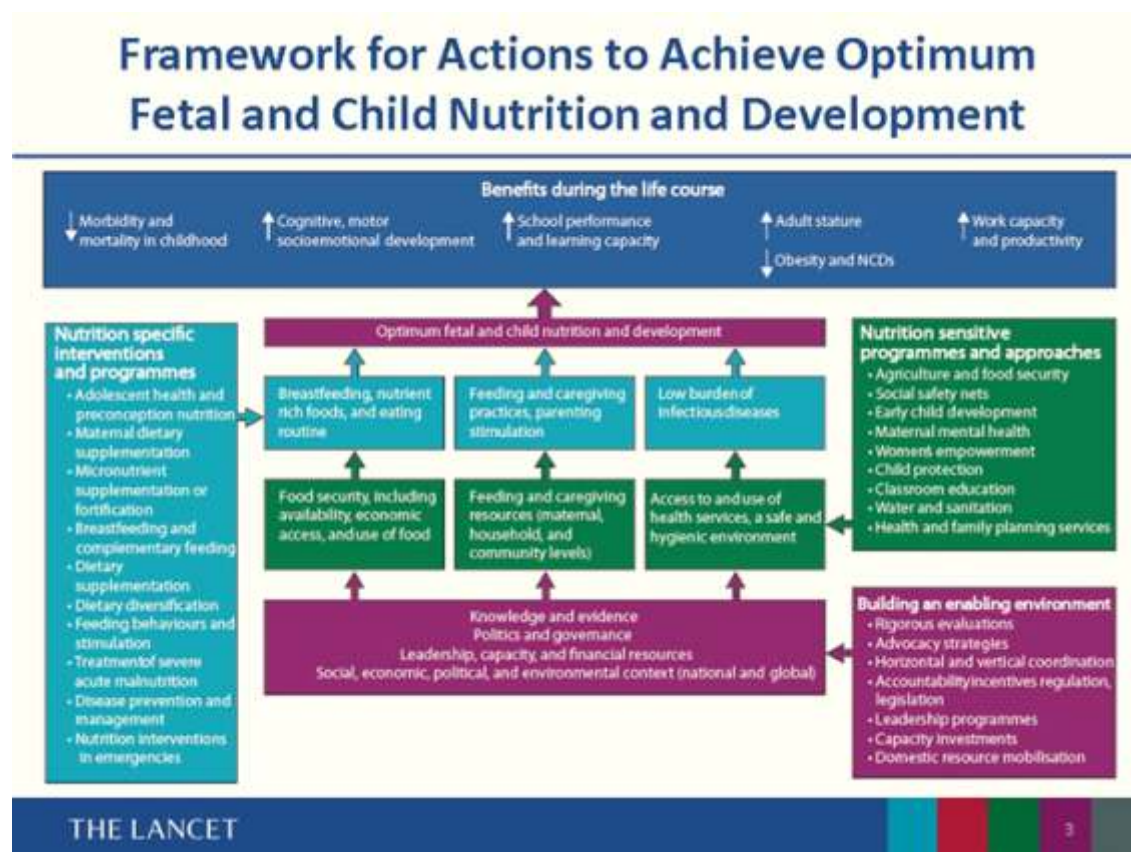 Framework for Actions to Achieve Optimum
Fetal and Child Nutrition and Development
Benefits during the life course
Morbidity and
mortality in childhood
Cognitive, motor
socioemotional development
School performance
and learning capacity
Adult stature
Obesity and NCDs
Work capacity
and productivity
Nutrition specific
interventions
and programmes
• Adolescent health and
preconception nutrition
• Maternal dietary
supplementation
• Micronutrient
supplementation or
fortification
• Breastfeeding and
complementary feeding
• Dietary
supplementation
• Dietary diversification
• Feeding behaviours and
stimulation
• Treatment of severe
acute malnutrition
• Disease prevention and
management
• Nutrition interventions
in emergencies
Optimum fetal and child nutrition and development
Breastfeeding, nutrient
rich foods, and eating
routine
Feeding and caregiving
practices, parenting
stimulation
Low burden of
infectious diseases
Food security, including
availability, economic
access, and use of food
Feeding and caregiving
resources (maternal,
household, and
community levels)
Access to and use of
health services, a safe and
hygienic environment
Knowledge and evidence
Politics and governance
Leadership, capacity, and financial resources
Social, economic, political, and environmental context (national and global)
Nutrition sensitive
programmes and approaches
• Agriculture and food security
• Social safety nets
• Early child development
• Maternal mental health
• Women's empowerment
• Child protection
• Classroom education
• Water and sanitation
• Health and family planning services
Building an enabling environment
• Rigorous evaluations
• Advocacy strategies
• Horizontal and vertical coordination
• Accountability incentives regulation,
legislation
• Leadership programmes
• Capacity investments
• Domestic resource mobilisation
THE LANCET
3